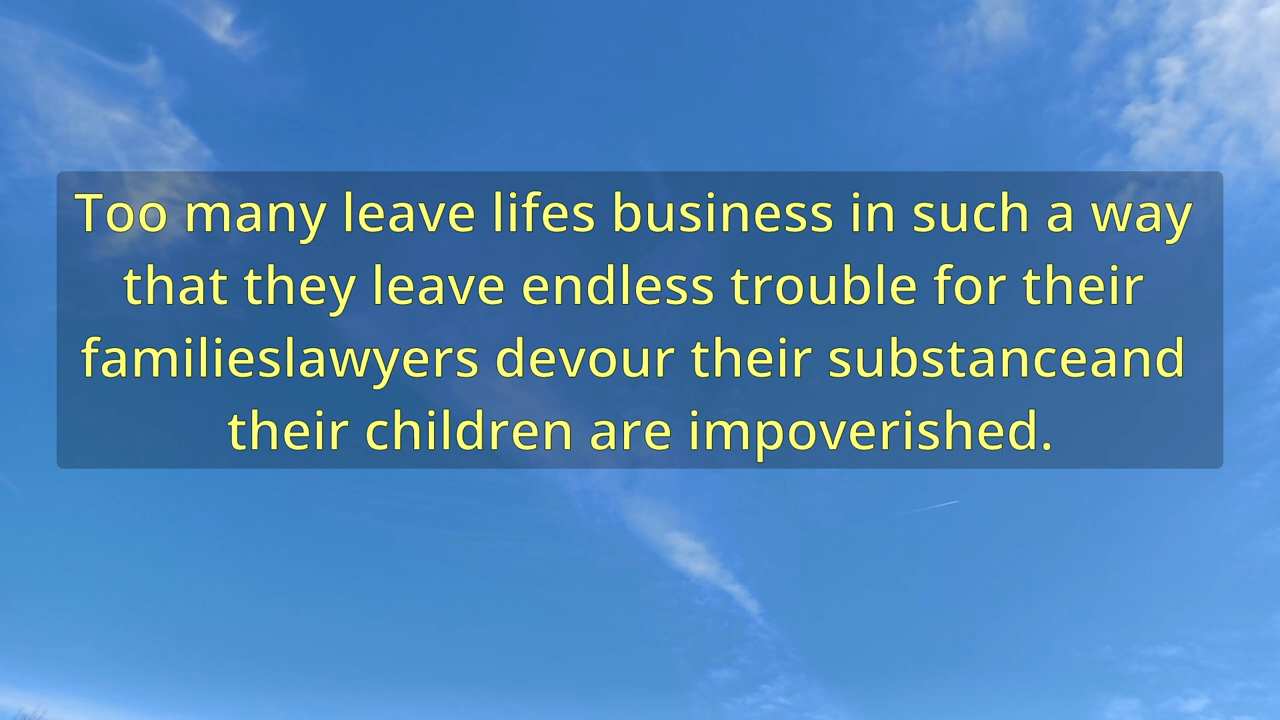 Too many leave lifes business in such a way
that they leave endless trouble for their
familieslawyers devour their substanceand
their children are impoverished.